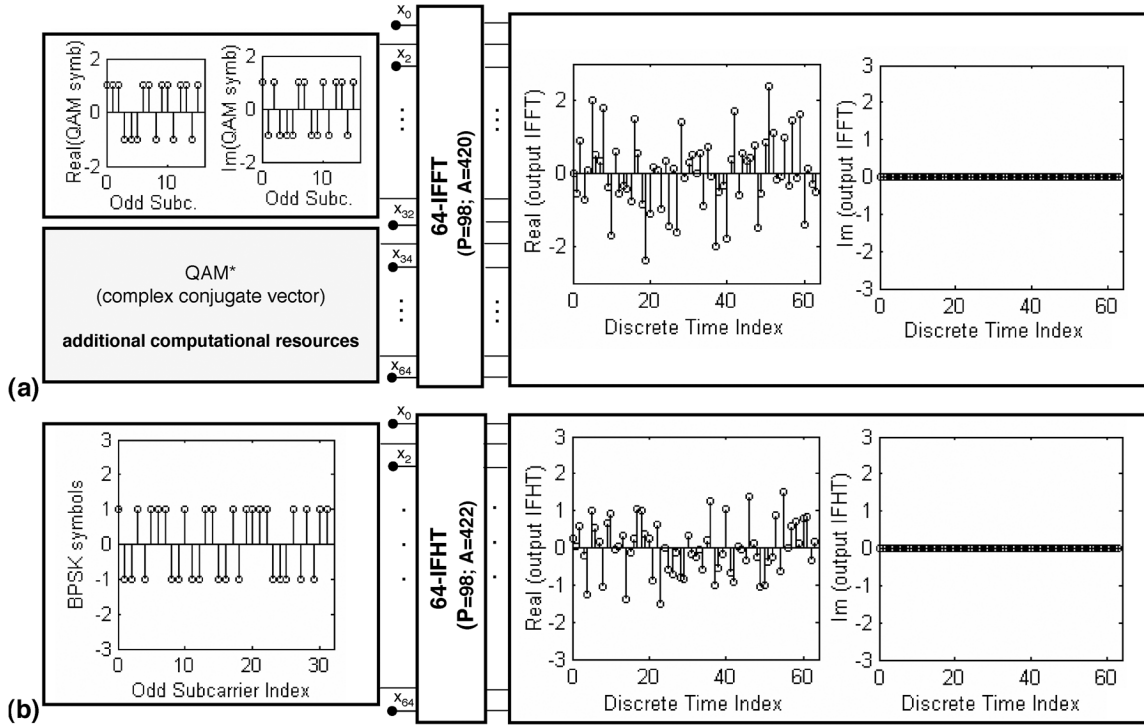 2
1
0
-2
0 10
Real(QAM symb)
Odd Subc.
2
0
-2
0 10
Im(QAM symb)
Odd Subc.
QAM*
(complex conjugate vector)
additional computational resources
(a)
x0
x2
x32
x34
x64
64-IFFT
(P=98; A=420)
2
0
-2
0 20 40 60
Real (output IFFT)
Discrete Time Index
3
2
1
0
-1
-2
-3
0 20 40 60
Im (output IFFT)
Discrete Time Index
3
2
1
0
-1
-2
-3
0 10 20 30
BPSK symbols
Odd Subcarrier Index
(b)
x0
x2
x64
64-IFHT
(P=98; A=422)
3
2
1
0
-1
-2
-3
0 20 40 60
Real (output IFHT)
Discrete Time Index
3
2
1
0
-1
-2
-3
0 20 40 60
Im (output IFHT)
Discrete Time Index